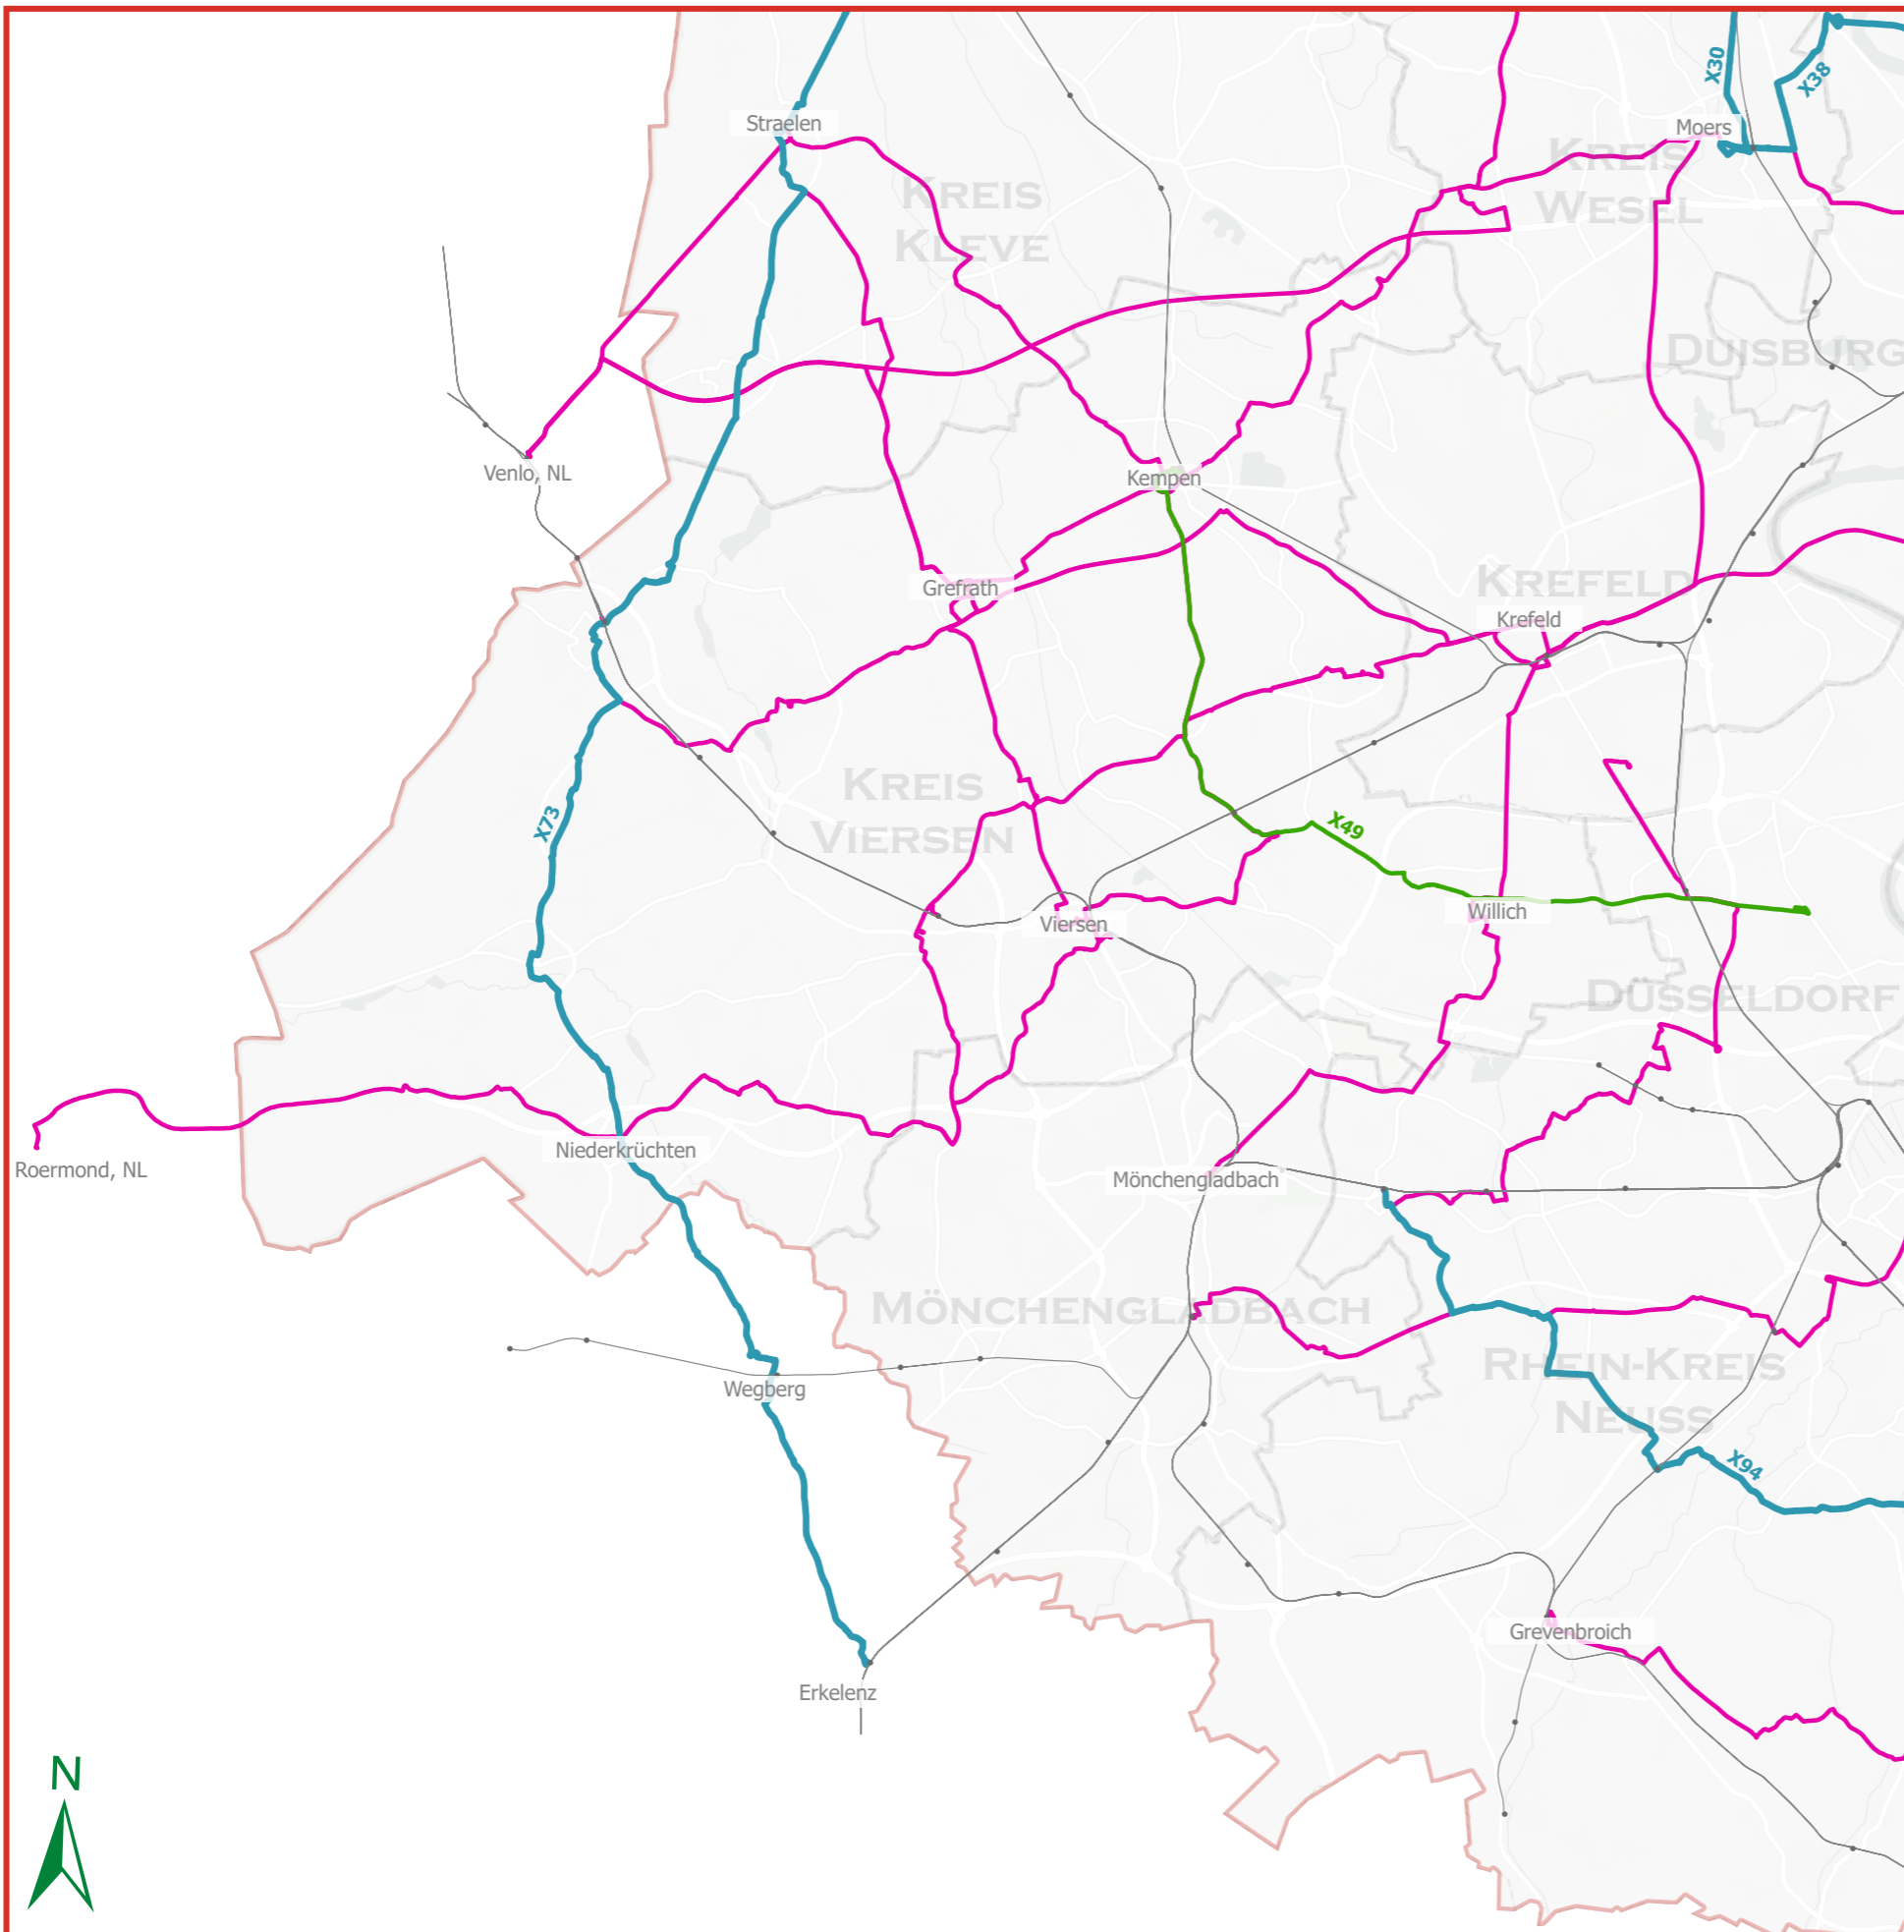 X30
X38
Straelen
Moers
KREIS
WESEL
KREIS
KLEVE
DUISBURG
Venlo, NL
Kempen
Grefrath
KREFELD
Krefeld
KREIS
VIERSEN
X73
X49
Willich
Viersen
DÜSSELDORF
Niederkrüchten
Roermond, NL
Mönchengladbach
MÖNCHENGLADBACH
RHEIN-KREIS
NEUSS
Wegberg
X94
Grevenbroich
Erkelenz
N